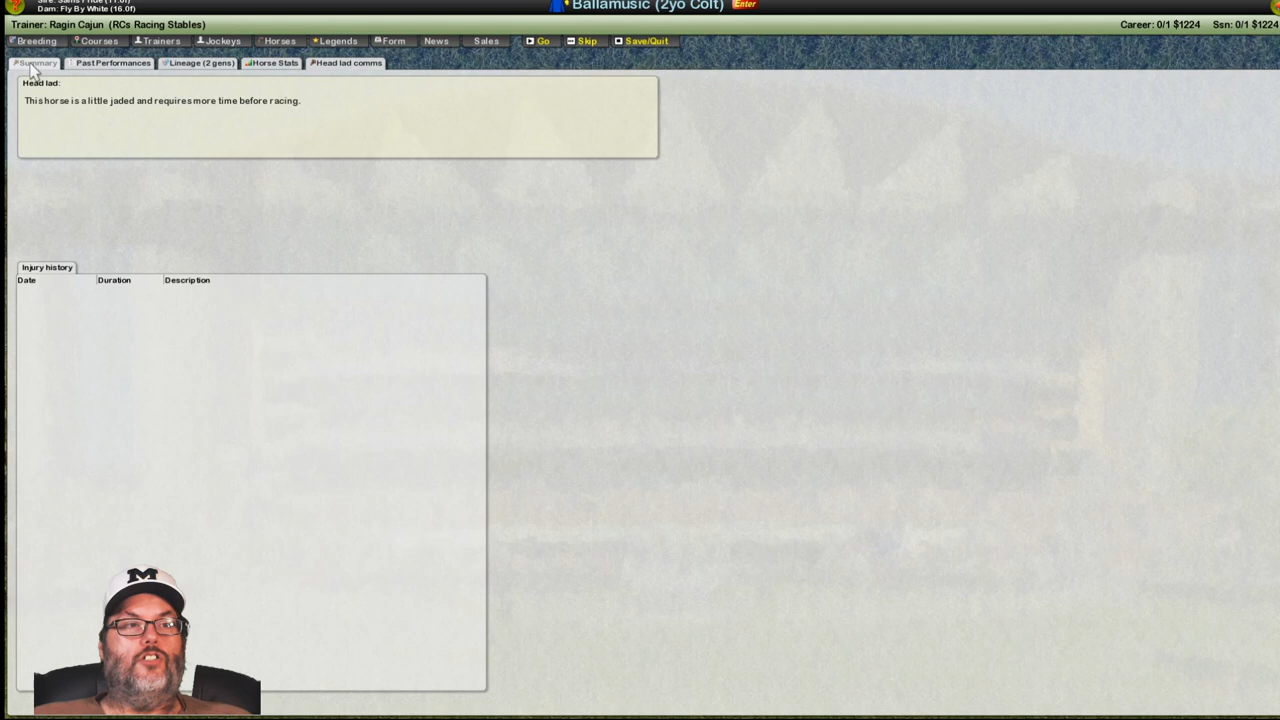 Dam: Fly By White (16.0f)
Ballamusic (2yo Colt) Enter
Trainer: Ragin Cajun (RCs Racing Stables)
Career: 0/1 $1224 Ssn: 0/1 $1224
Breeding Courses Trainers Jockeys Horses Legends Form News Sales Go Skip Save/Quit
Summary Past Performances Lineage (2 gens) Horse Stats Head lad comms
Head lad:
This horse is a little jaded and requires more time before racing.
Injury history
Date Duration Description
M